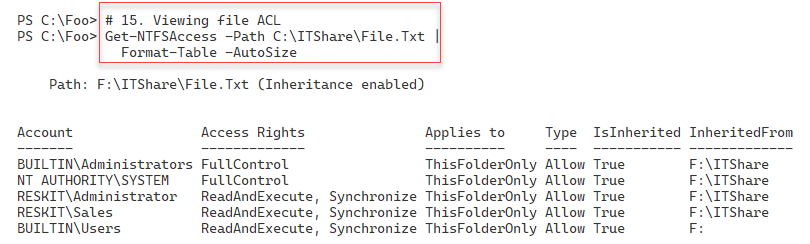 PS C:\Foo> # 15. Viewing file ACL
PS C:\Foo> Get-NTFSAccess -Path C:\ITShare\File.Txt |
Format-Table -AutoSize
Path: F:\ITShare\File.Txt (Inheritance enabled)
Account Access Rights Applies to Type IsInherited InheritedFrom
------- ------------- ---------- ---- ----------- -------------
BUILTIN\Administrators FullControl ThisFolderOnly Allow True F:\ITShare
NT AUTHORITY\SYSTEM FullControl ThisFolderOnly Allow True F:\ITShare
RESKIT\Administrator ReadAndExecute, Synchronize ThisFolderOnly Allow True F:\ITShare
RESKIT\Sales ReadAndExecute, Synchronize ThisFolderOnly Allow True F:\ITShare
BUILTIN\Users ReadAndExecute, Synchronize ThisFolderOnly Allow True F: